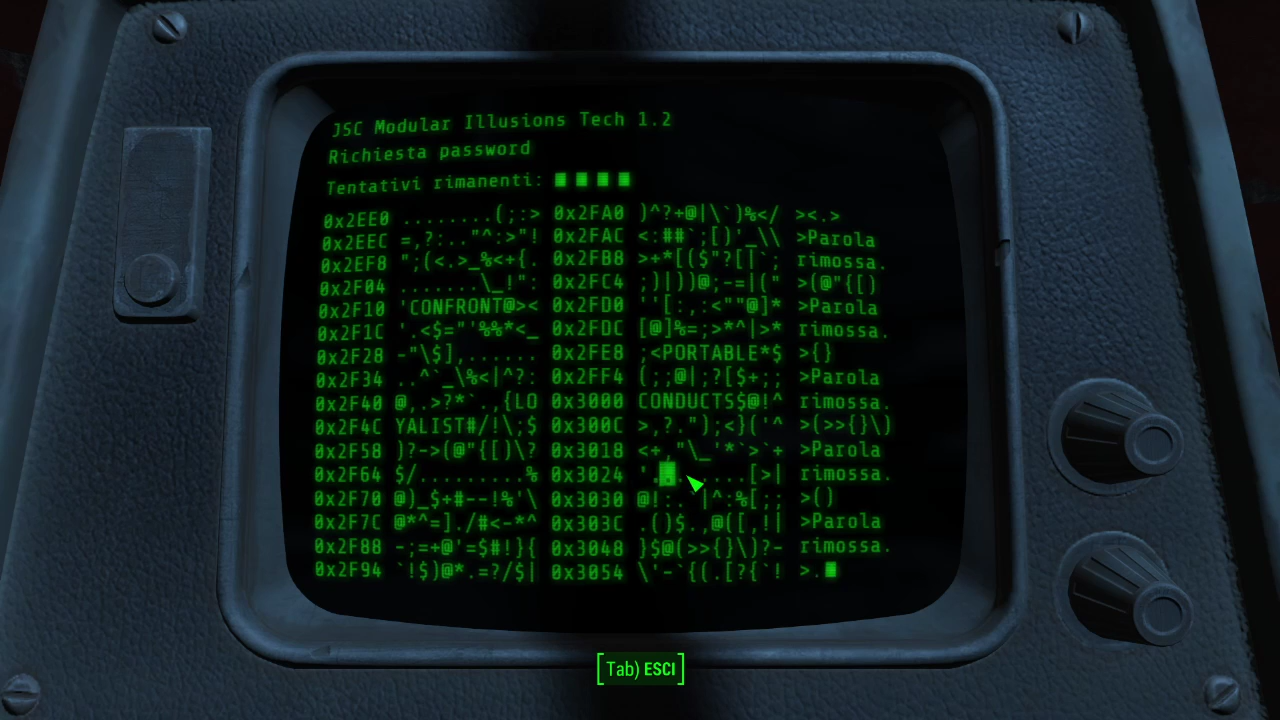 JSC Modular Illusions Tech 1.2
Richiesta password
Tentativi rimanenti:
0x2EE0 ........(;:> 0x2FA0 )^?+@|\`)%</ ><.>
0x2EEC =,?:.."^:>"! 0x2FAC <:##`;[)'_\\ >Parola
0x2EF8 ";(<.>_%<+{. 0x2FB8 >+*[($"?[|`; rimossa.
0x2F04 .......\_!": 0x2FC4 ;)|))@;-=|(" >(@"{[)
0x2F10 'CONFRONT@>< 0x2FD0 ''[:,:<""@]* >Parola
0x2F1C '.<$="'%%*<_ 0x2FDC [@]%=;>*^|>* rimossa.
0x2F28 -"\$],...... 0x2FE8 ;<PORTABLE*$ >{}
0x2F34 ..^`_\%<|^?: 0x2FF4 (;;@|;?[$+;; >Parola
0x2F40 @,.>?*`.,{LO 0x3000 CONDUCTS$@!^ rimossa.
0x2F4C YALIST#/!\;$ 0x300C >,?.");<}('^ >(>>{}\)
0x2F58 )?->(@"{[)\? 0x3018 <+,"\_'*`>`+ >Parola
0x2F64 $/.........% 0x3024 '........[>| rimossa.
0x2F70 @)_$+#--!%'\ 0x3030 @!:. |^:%[;; >()
0x2F7C @*^=]./#<-*^ 0x303C .()$.,@([,!| >Parola
0x2F88 -;=+@'=$#!}{ 0x3048 }$@(>>{}\)?- rimossa.
0x2F94 `!$)@*.=?/$| 0x3054 \'-`{(.[?{`! >.
[Tab) ESCI]